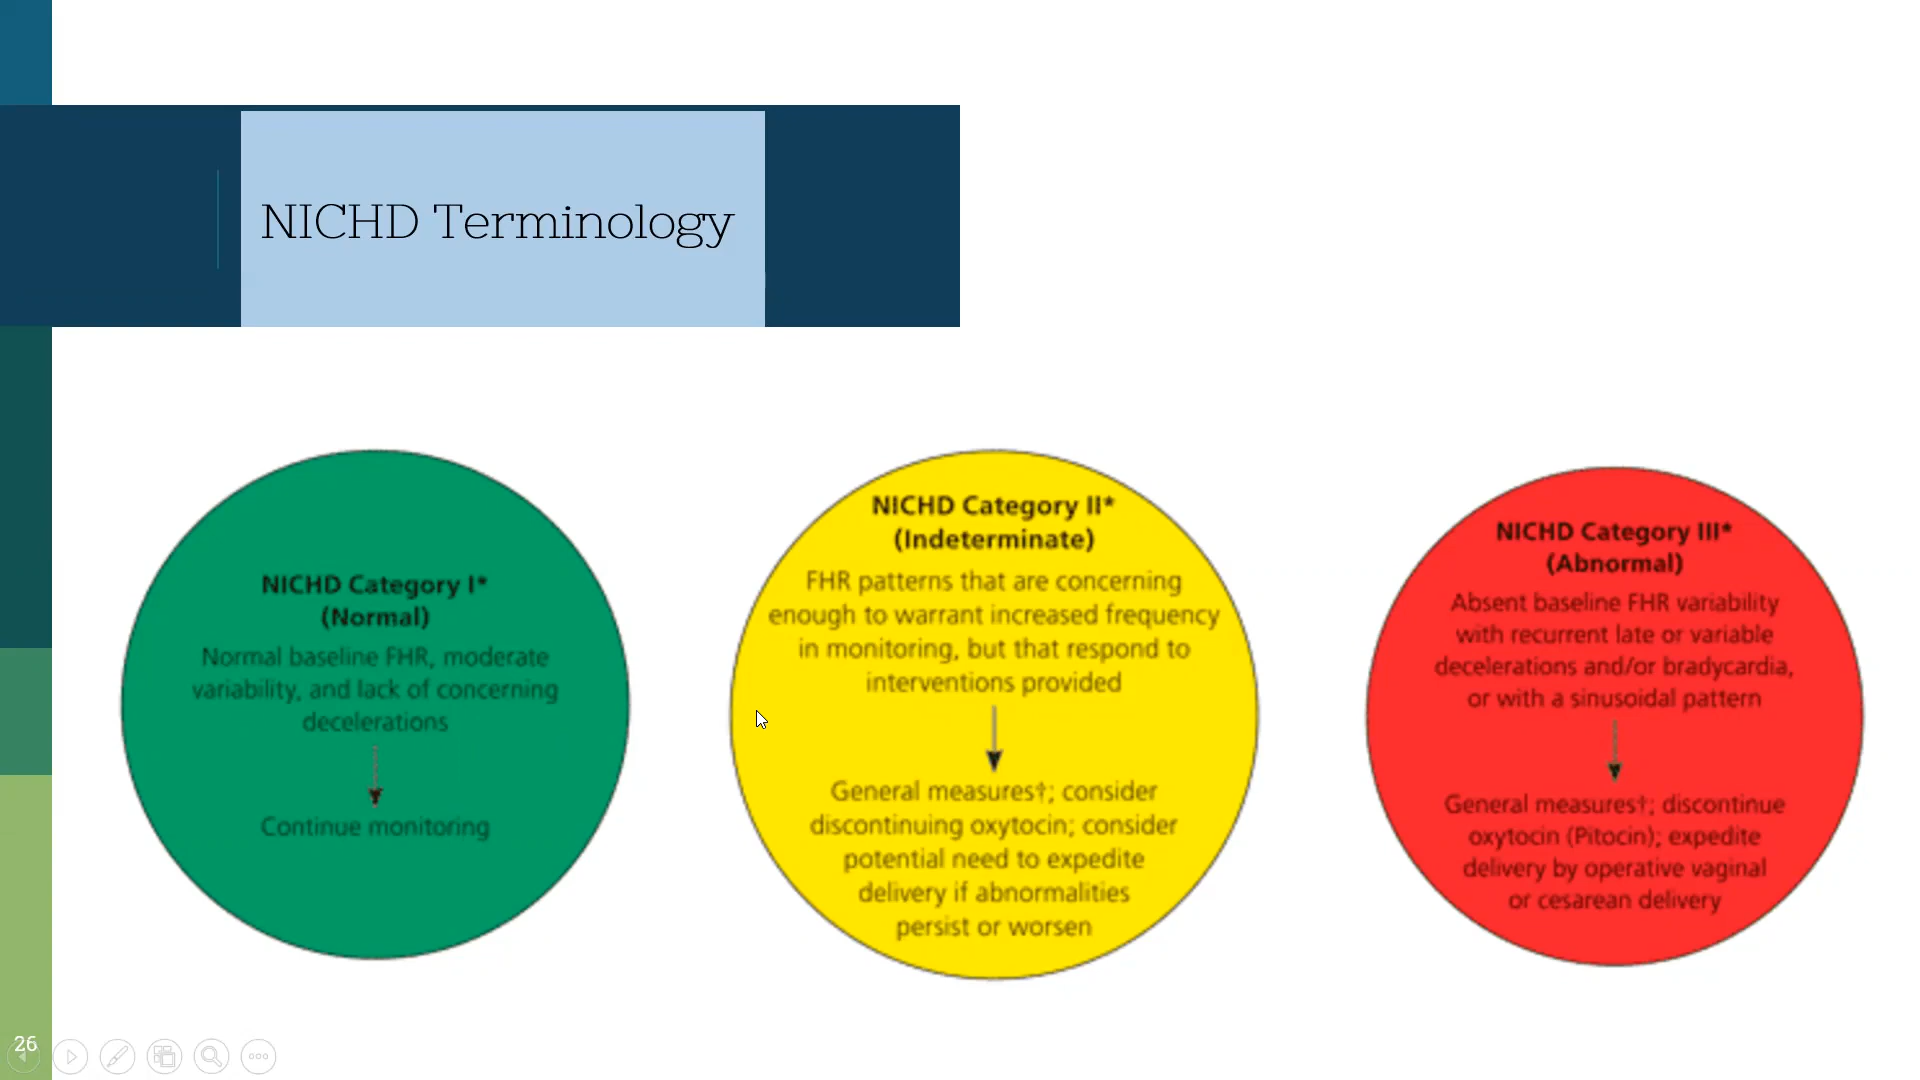 NICHD Terminology
NICHD Category I*
(Normal)
Normal baseline FHR, moderate
variability, and lack of concerning
decelerations
Continue monitoring
NICHD Category II*
(Indeterminate)
FHR patterns that are concerning
enough to warrant increased frequency
in monitoring, but that respond to
interventions provided
General measures†; consider
discontinuing oxytocin; consider
potential need to expedite
delivery if abnormalities
persist or worsen
NICHD Category III*
(Abnormal)
Absent baseline FHR variability
with recurrent late or variable
decelerations and/or bradycardia,
or with a sinusoidal pattern
General measures†; discontinue
oxytocin (Pitocin); expedite
delivery by operative vaginal
or cesarean delivery
26